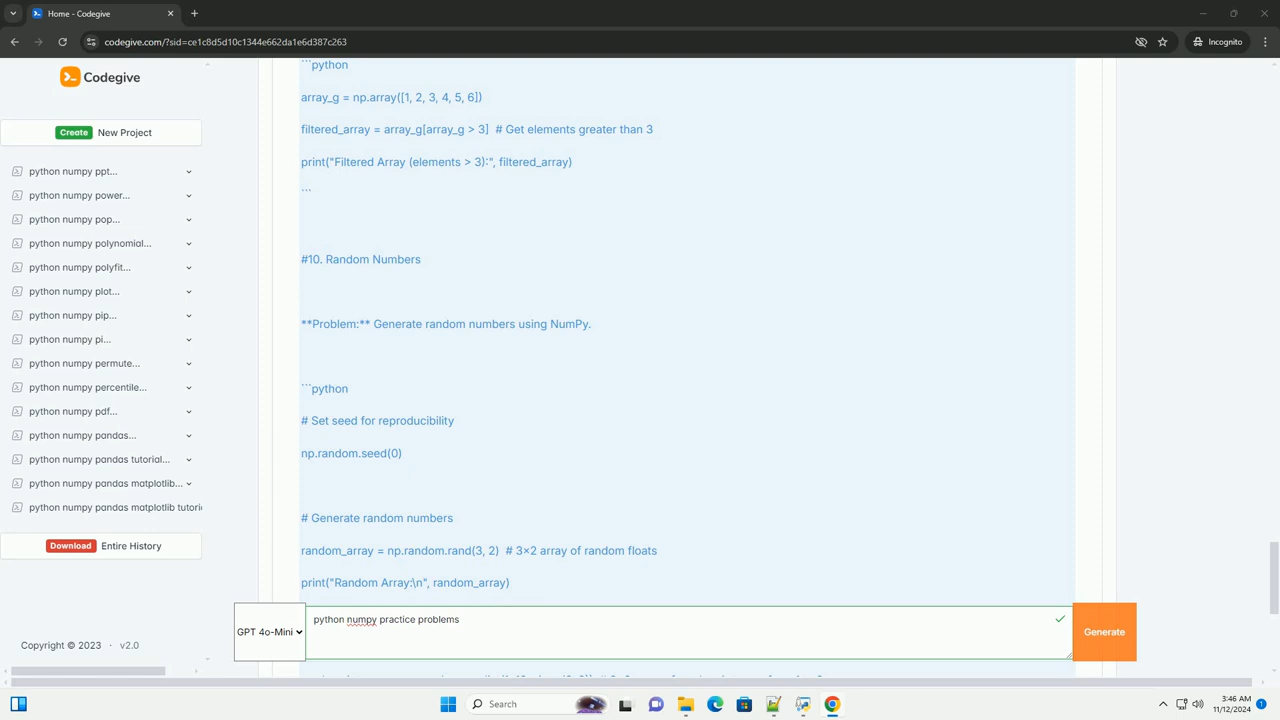 Home - Codegive
codegive.com/?sid=ce1c8d5d10c1344e662da1e6d387c263
Incognito
Codegive
Create New Project
python numpy ppt...
python numpy power...
python numpy pop...
python numpy polynomial...
python numpy polyfit...
python numpy plot...
python numpy pip...
python numpy pi...
python numpy permute...
python numpy percentile...
python numpy pdf...
python numpy pandas...
python numpy pandas tutorial...
python numpy pandas matplotlib...
python numpy pandas matplotlib tutori
Download Entire History
Copyright © 2023 · v2.0
```python
array_g = np.array([1, 2, 3, 4, 5, 6])
filtered_array = array_g[array_g > 3]  # Get elements greater than 3
print("Filtered Array (elements > 3):", filtered_array)
```
#10. Random Numbers
**Problem:** Generate random numbers using NumPy.
```python
# Set seed for reproducibility
np.random.seed(0)
# Generate random numbers
random_array = np.random.rand(3, 2)  # 3×2 array of random floats
print("Random Array:\n", random_array)
GPT 4o-Mini
python numpy practice problems
Generate
Search
3:46 AM
11/12/2024